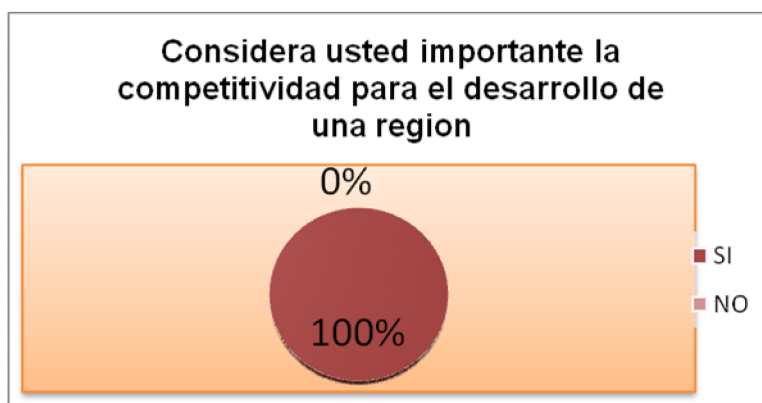 Considera usted importante la
competitividad para el desarrollo de
una region
0%
100%
SI
NO